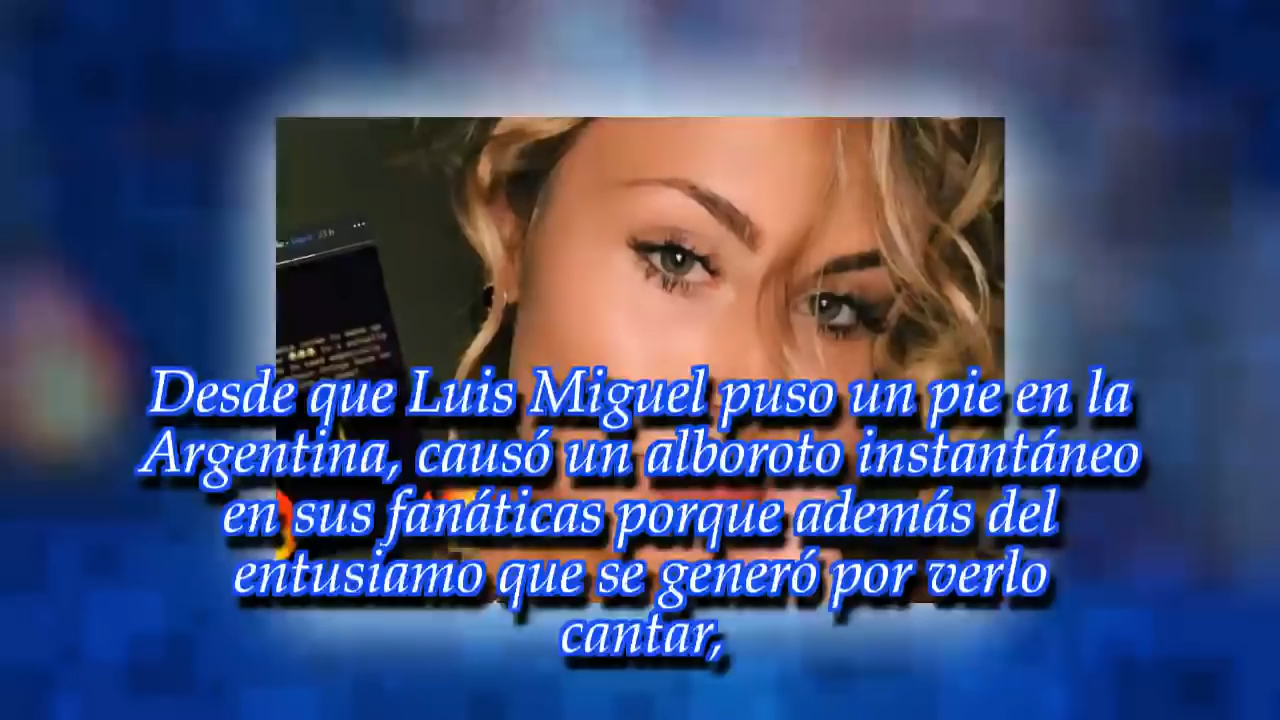 Desde que Luis Miguel puso un pie en la
Argentina, causó un alboroto instantáneo
en sus fanáticas porque además del
entusiamo que se generó por verlo
cantar,